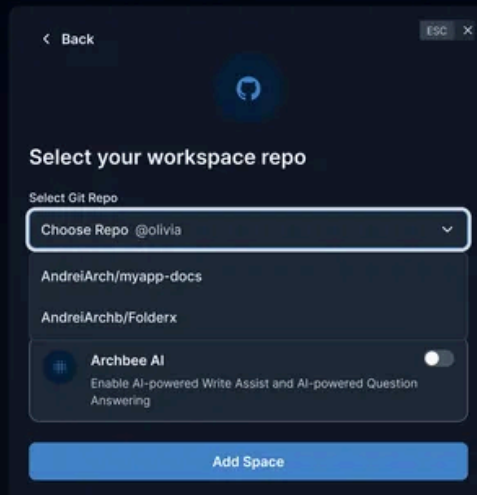 Back
ESC
Select your workspace repo
Select Git Repo
Choose Repo @olivia
AndreiArch/myapp-docs
AndreiArchb/Folderx
Archbee AI
Enable AI-powered Write Assist and AI-powered Question
Answering
Add Space